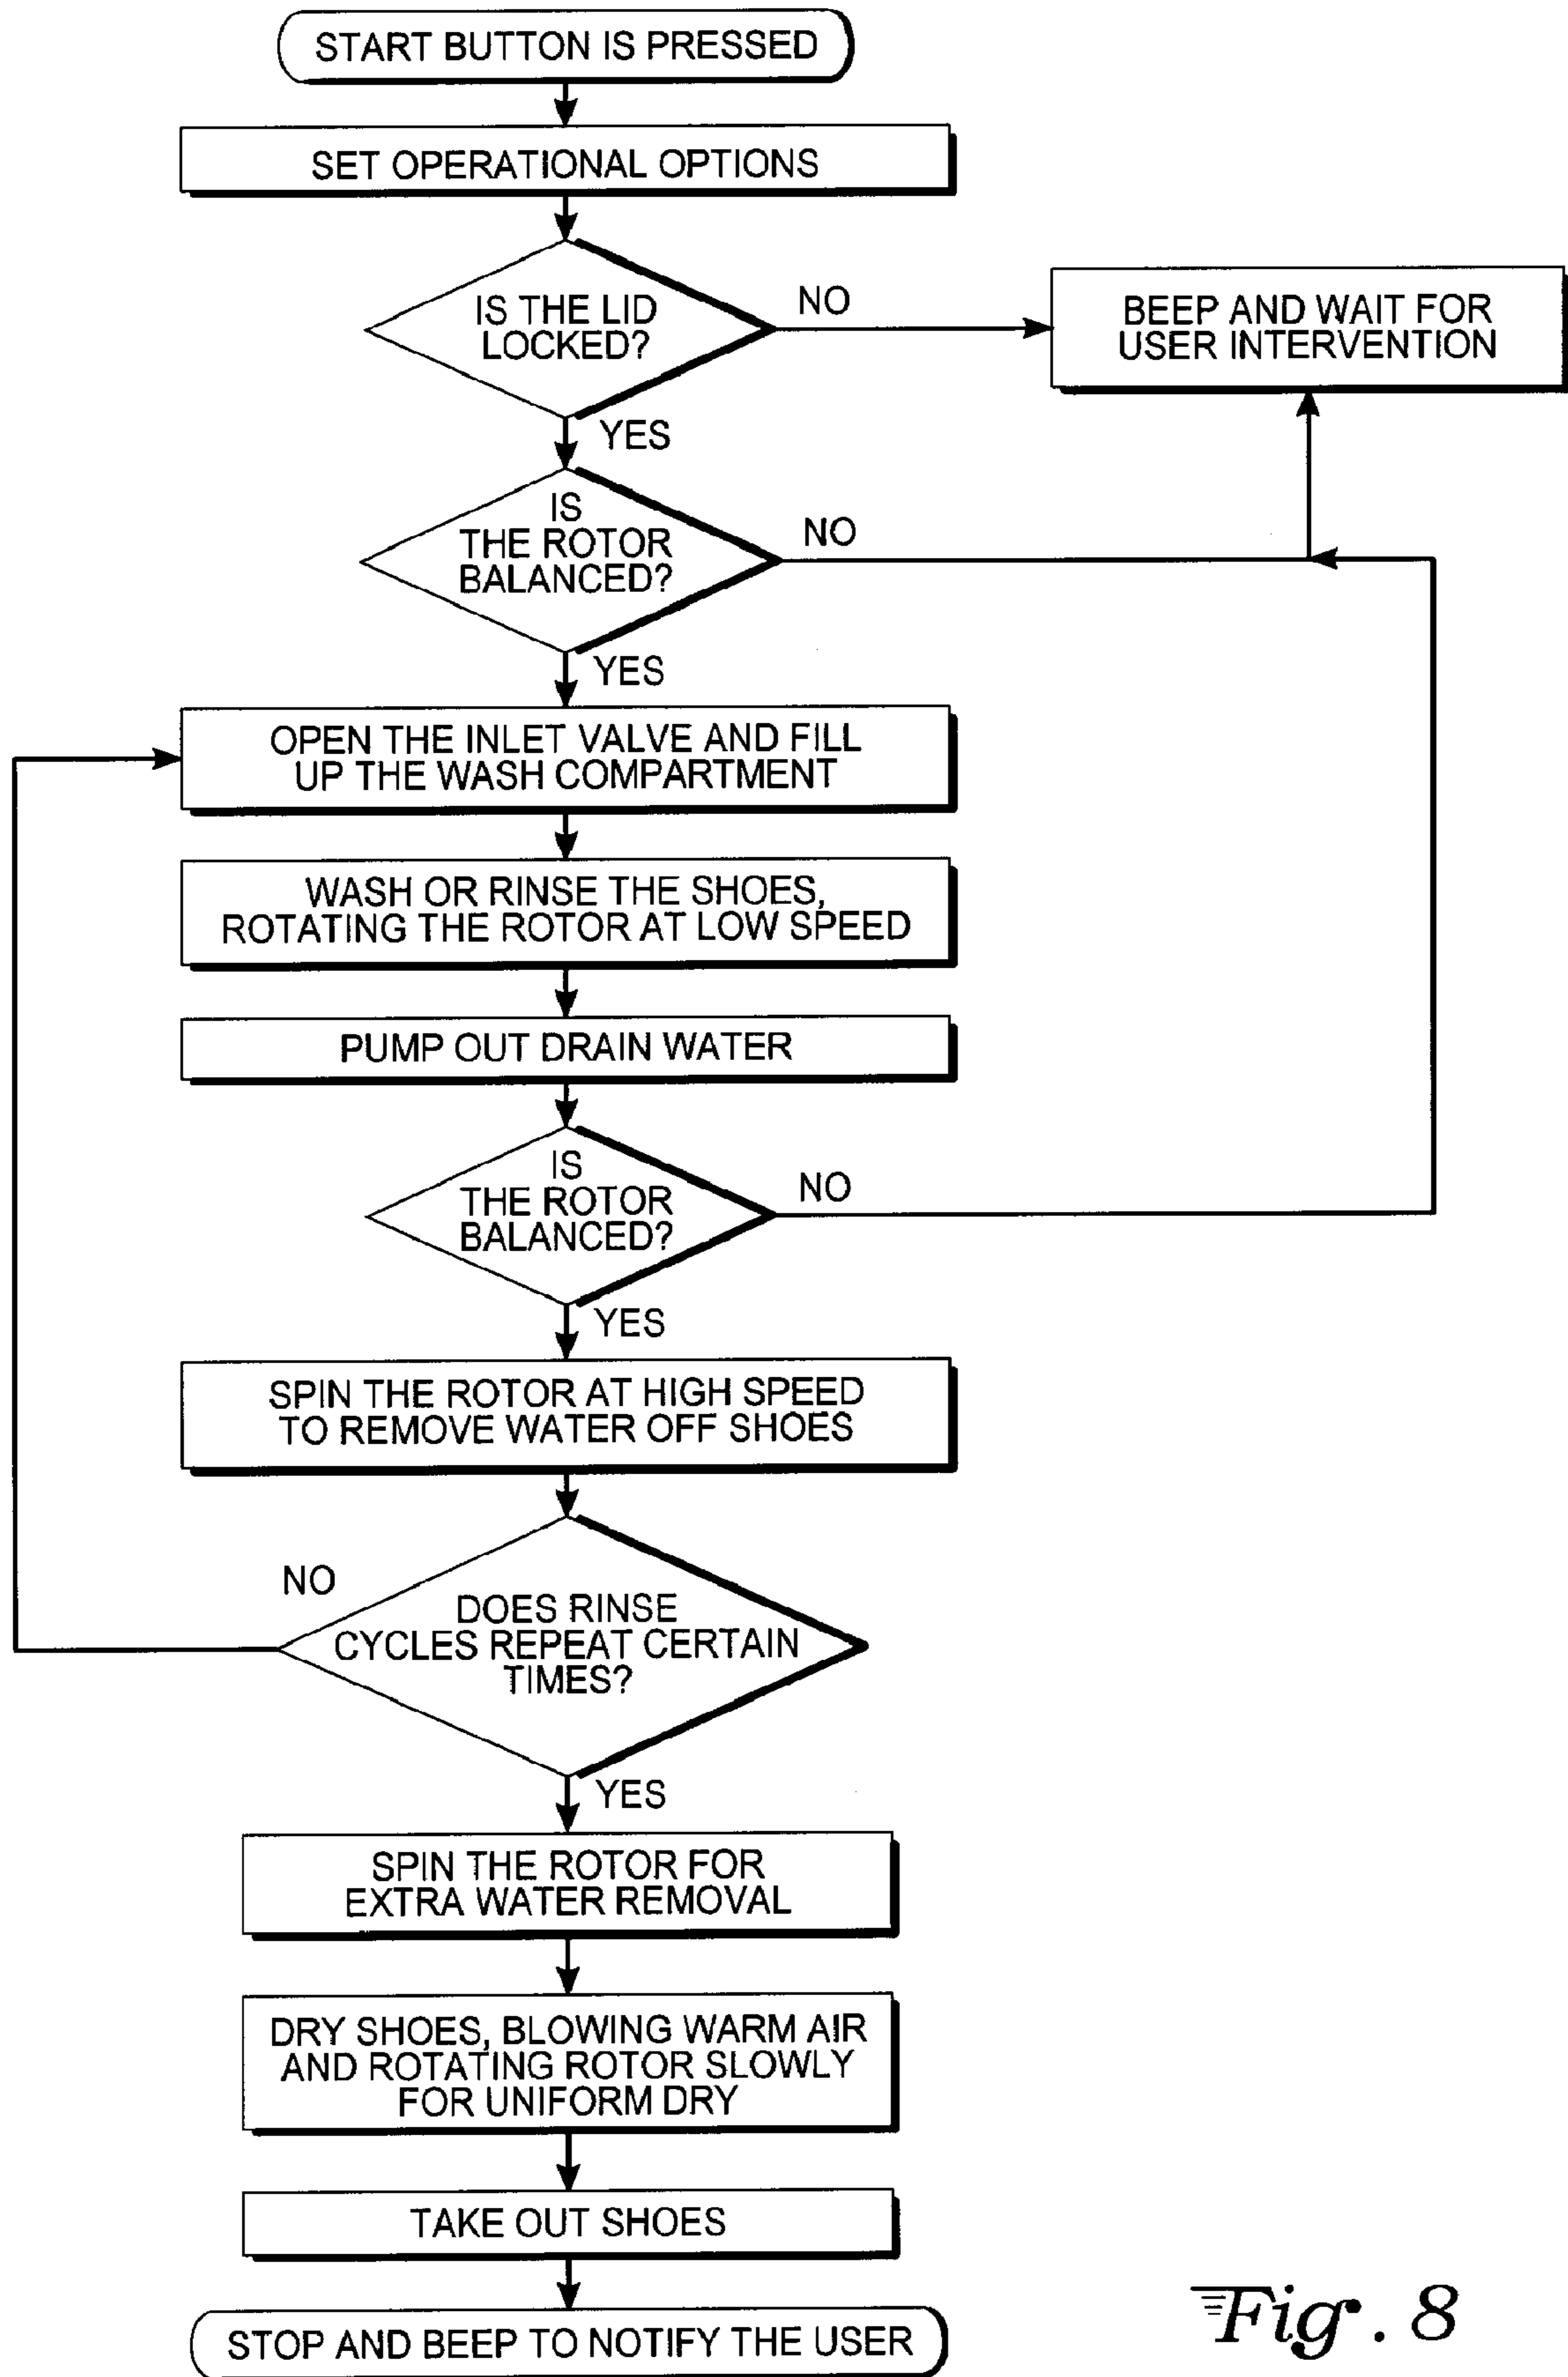 START BUTTON IS PRESSED
SET OPERATIONAL OPTIONS
IS THE LID
LOCKED?
NO
BEEP AND WAIT FOR
USER INTERVENTION
YES
IS
THE ROTOR
BALANCED?
NO
YES
OPEN THE INLET VALVE AND FILL
UP THE WASH COMPARTMENT
WASH OR RINSE THE SHOES,
ROTATING THE ROTOR AT LOW SPEED
PUMP OUT DRAIN WATER
IS
THE ROTOR
BALANCED?
NO
YES
SPIN THE ROTOR AT HIGH SPEED
TO REMOVE WATER OFF SHOES
NO
DOES RINSE
CYCLES REPEAT CERTAIN
TIMES?
YES
SPIN THE ROTOR FOR
EXTRA WATER REMOVAL
DRY SHOES, BLOWING WARM AIR
AND ROTATING ROTOR SLOWLY
FOR UNIFORM DRY
TAKE OUT SHOES
STOP AND BEEP TO NOTIFY THE USER
Fig. 8